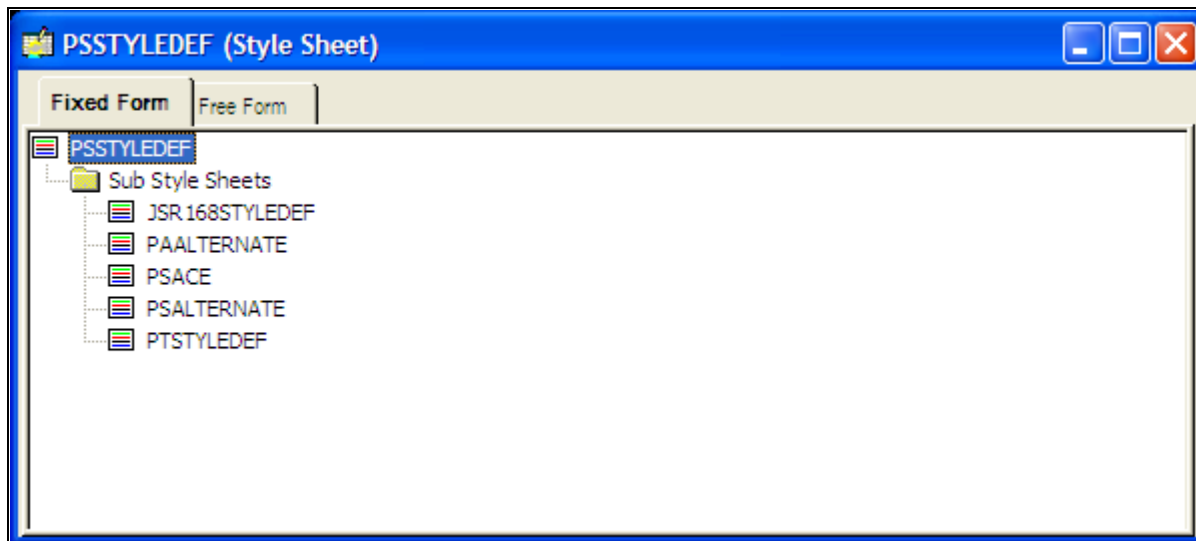 PSSTYLEDEF (Style Sheet)
Fixed Form Free Form
PSSTYLEDEF
Sub Style Sheets
JSR168STYLEDEF
PAALTERNATE
PSACE
PSALTERNATE
PTSTYLEDEF